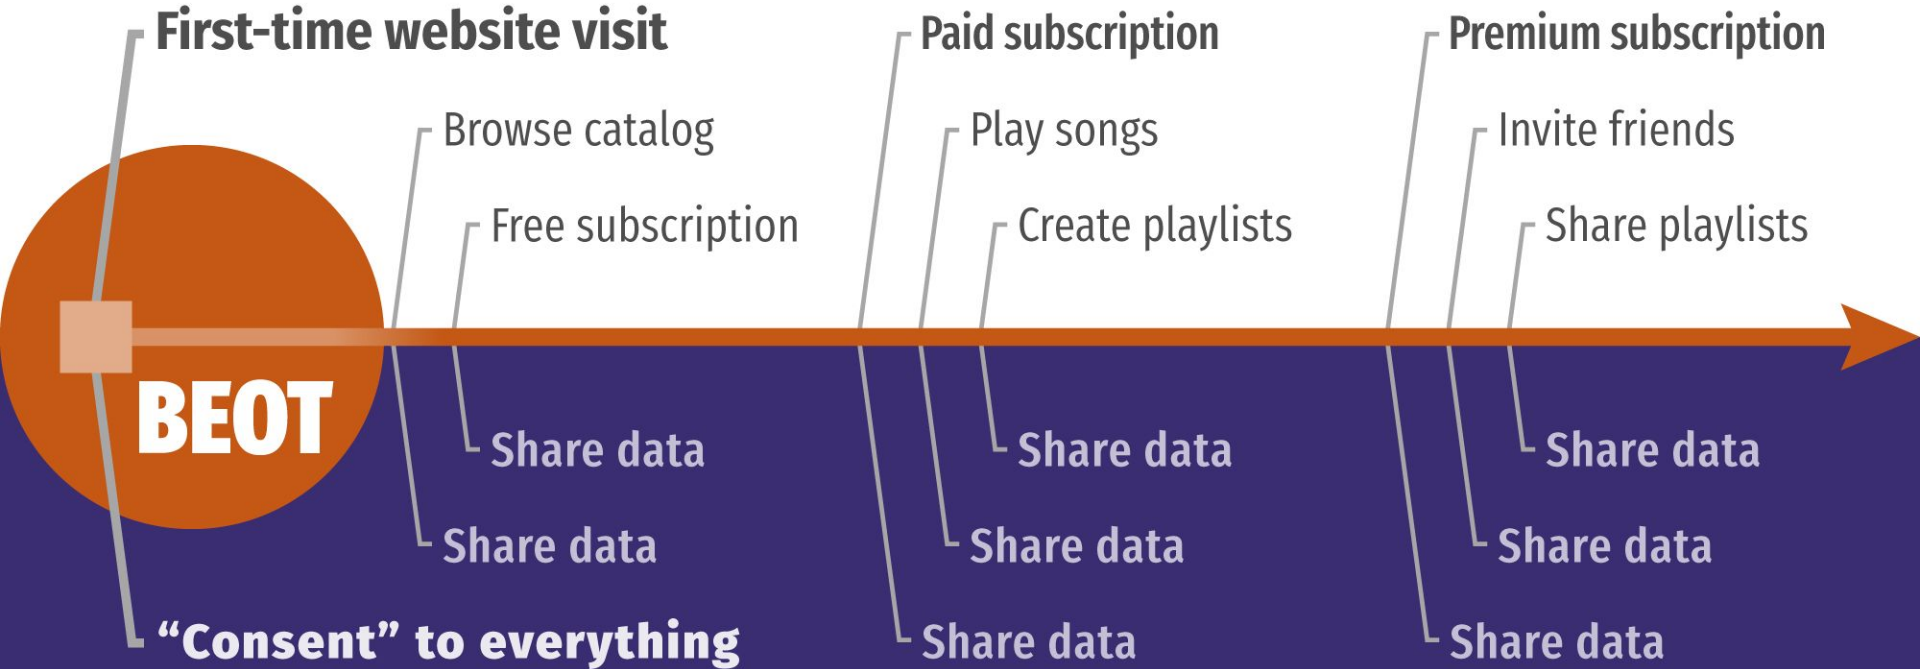 First-time website visit
Paid subscription
Premium subscription
Browse catalog
Play songs
Invite friends
Free subscription
Create playlists
Share playlists
BEOT
Share data
Share data
Share data
Share data
Share data
Share data
“Consent” to everything
Share data
Share data